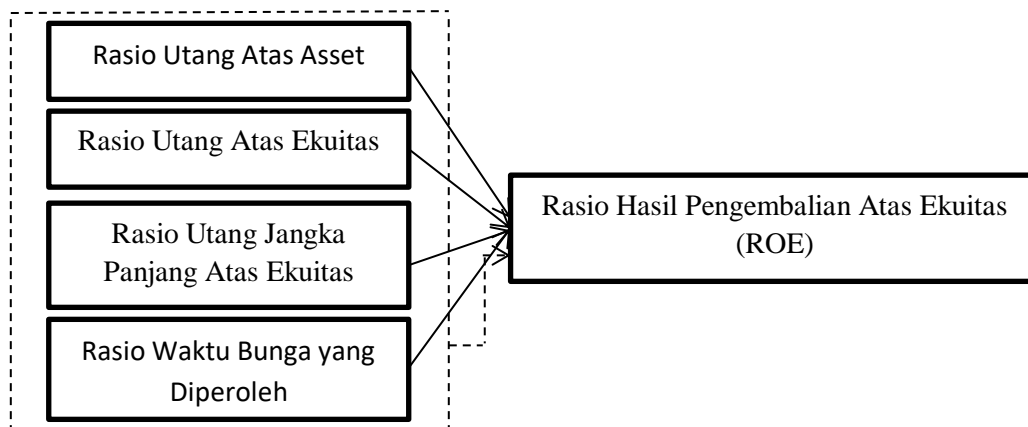 Rasio Utang Atas Asset
Rasio Utang Atas Ekuitas
Rasio Utang Jangka
Panjang Atas Ekuitas
Rasio Waktu Bunga yang
Diperoleh
Rasio Hasil Pengembalian Atas Ekuitas
(ROE)